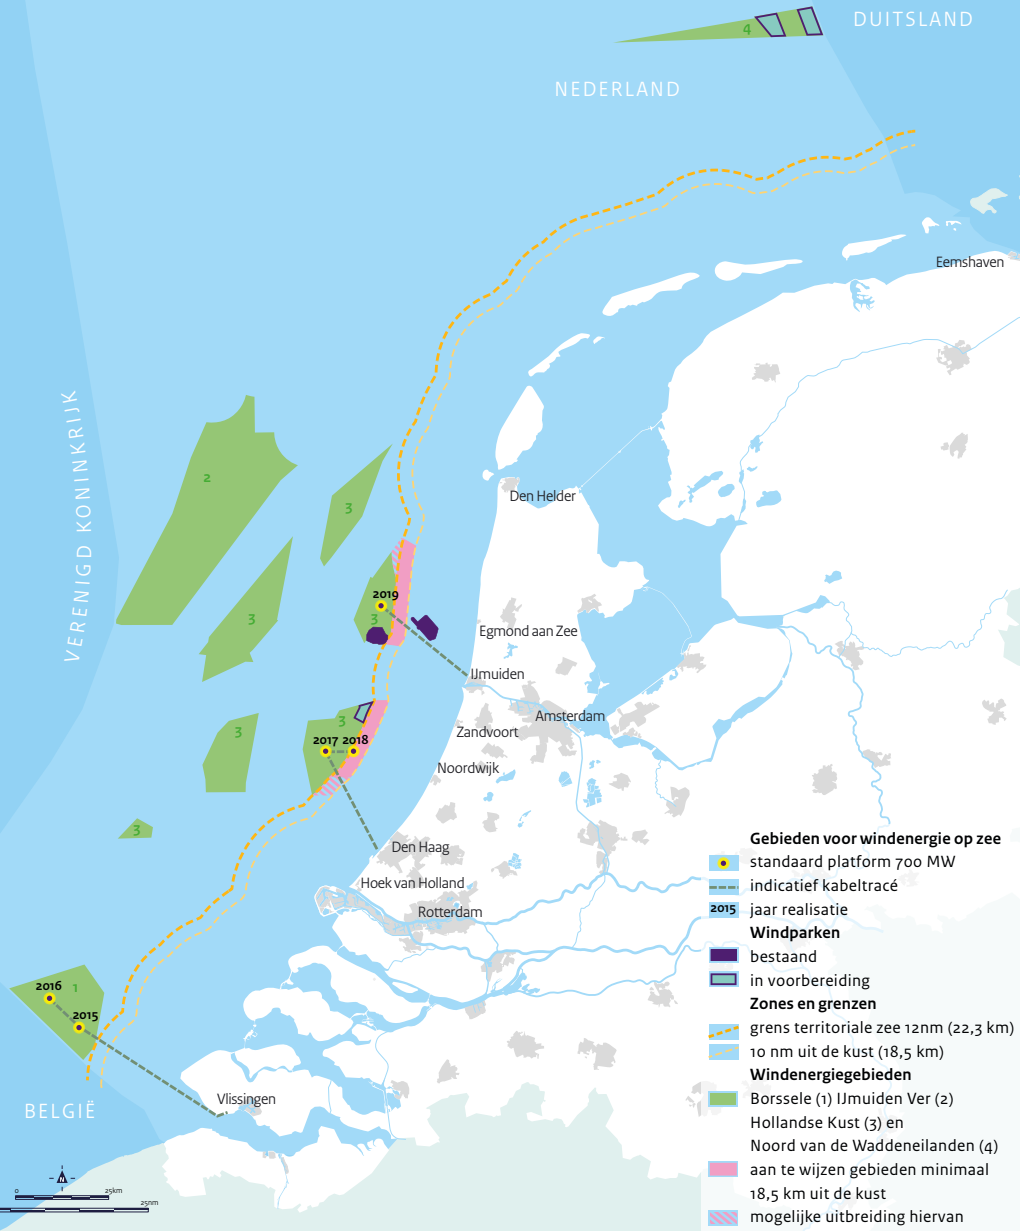 DUITSLAND
4
NEDERLAND
Eemshaven
VERENIGD KONINKRIJK
2
3
Den Helder
2019
3
3
Egmond aan Zee
IJmuiden
3
3
2017 2018
Amsterdam
Zandvoort
Noordwijk
3
Den Haag
Hoek van Holland
Rotterdam
2016
1
2015
Vlissingen
BELGIË
N
0 25km
25nm
Gebieden voor windenergie op zee
standaard platform 700 MW
indicatief kabeltracé
2015 jaar realisatie
Windparken
bestaand
in voorbereiding
Zones en grenzen
grens territoriale zee 12nm (22,3 km)
10 nm uit de kust (18,5 km)
Windenergiegebieden
Borssele (1) IJmuiden Ver (2)
Hollandse Kust (3) en
Noord van de Waddeneilanden (4)
aan te wijzen gebieden minimaal
18,5 km uit de kust
mogelijke uitbreiding hiervan